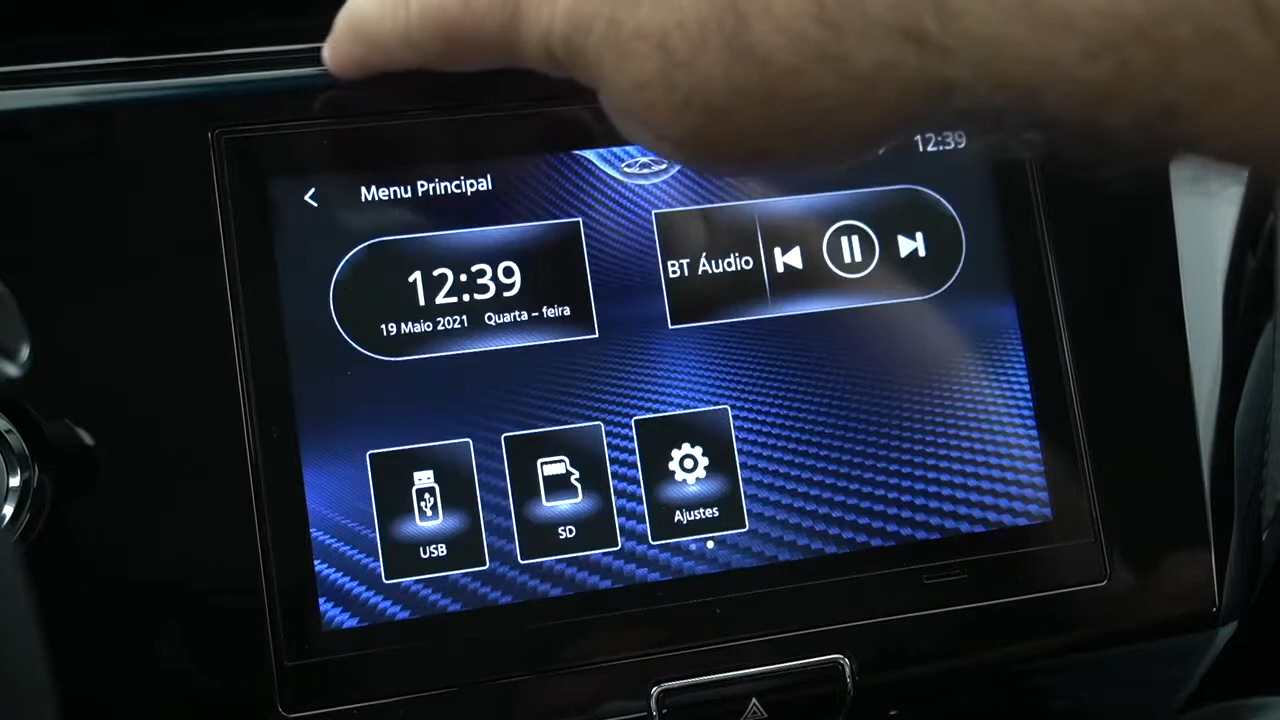 12:39
Menu Principal
12:39
19 Maio 2021 Quarta - feira
BT Áudio
USB
SD
Ajustes